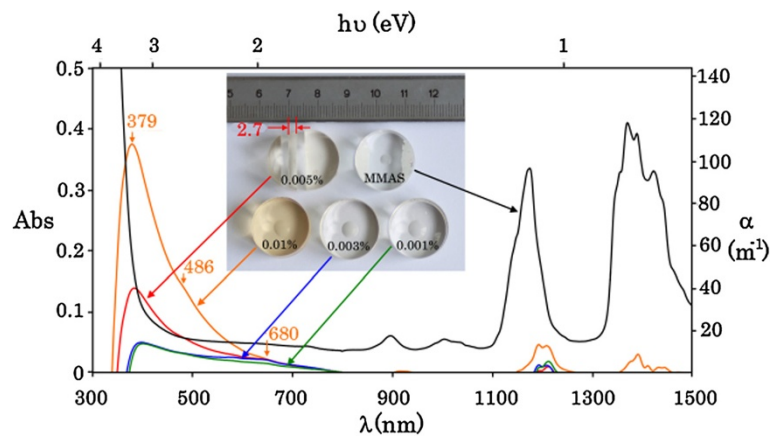 hυ (eV)
4 3 2 1
0.5 140
0.4 120
0.3 100
0.2 80
0.1 60
0 40
20
Abs
α
(m⁻¹)
379
486
680
5 6 7 8 9 10 11 12
2.7
0.005% MMAS
0.01% 0.003% 0.001%
300 500 700 900 1100 1300 1500
λ(nm)